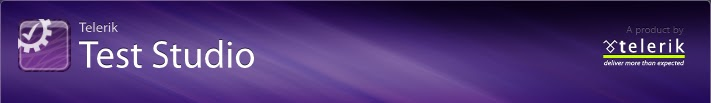 Telerik
Test Studio
A product by
telerik
deliver more than expected